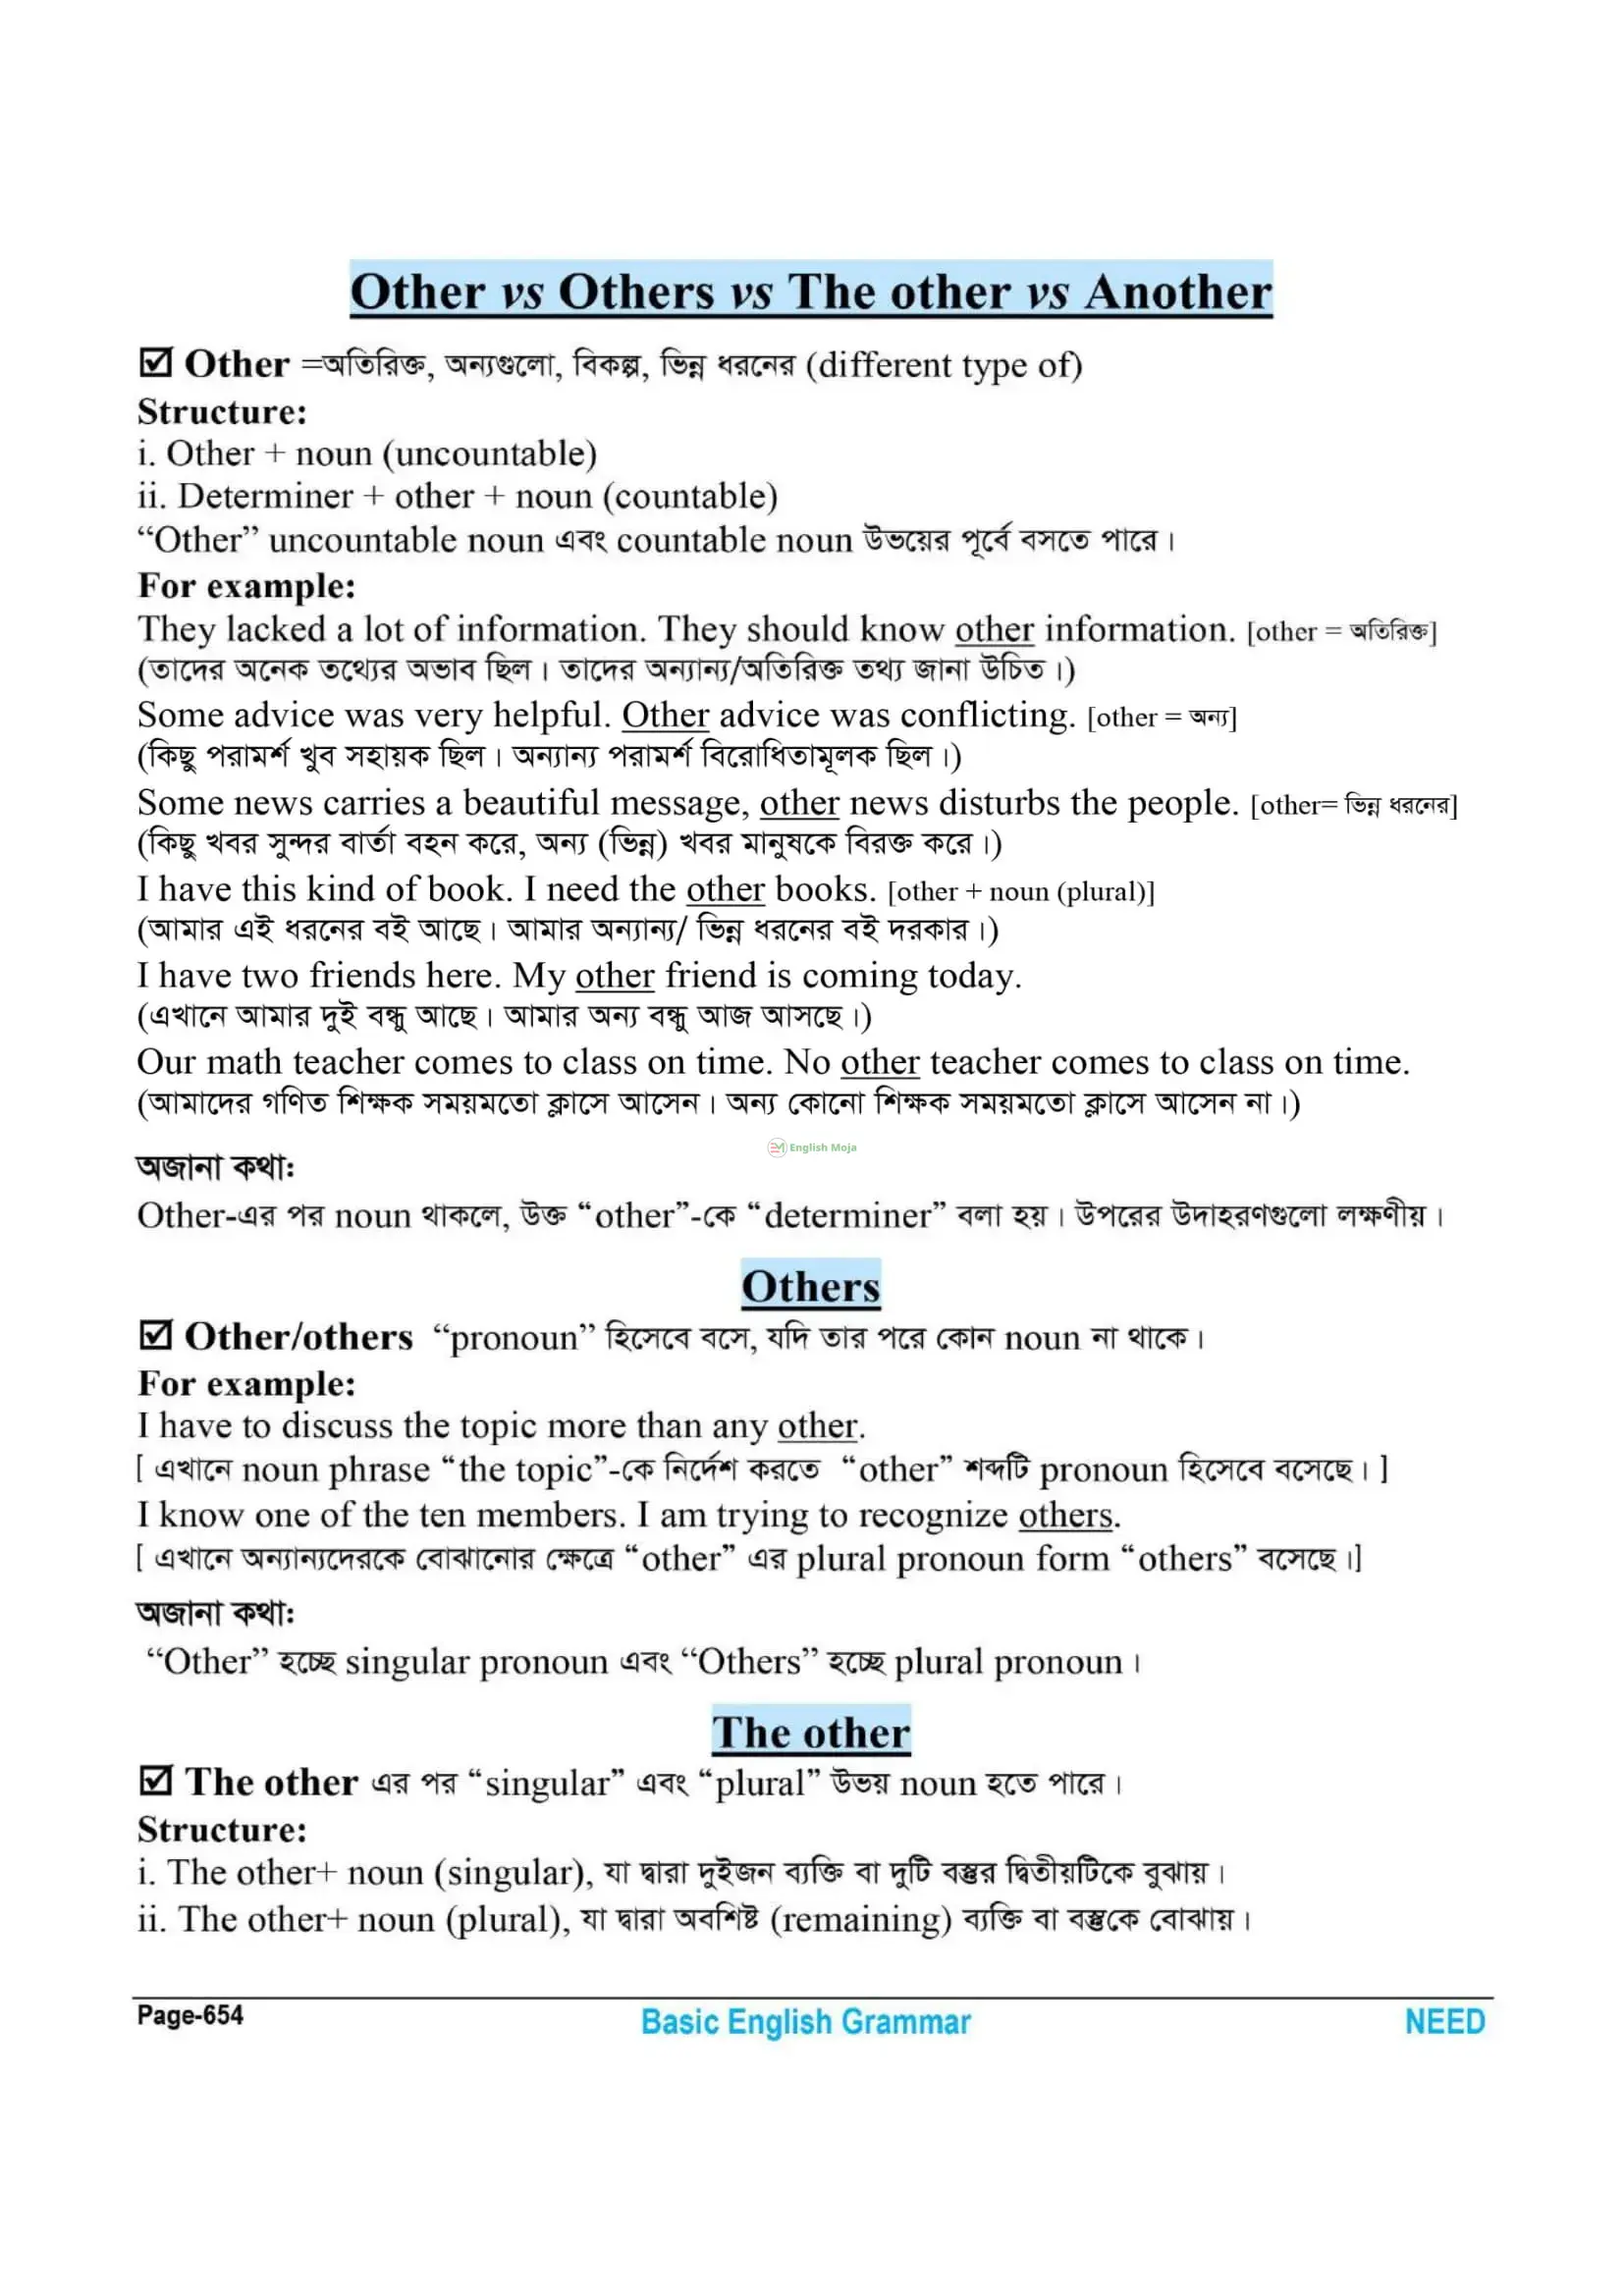 Other vs Others vs The other vs Another
☑ Other =অতিরিক্ত, অন্যগুলো, বিকল্প, ভিন্ন ধরনের (different type of)
Structure:
i. Other + noun (uncountable)
ii. Determiner + other + noun (countable)
“Other” uncountable noun এবং countable noun উভয়ের পূর্বে বসতে পারে।
For example:
They lacked a lot of information. They should know other information. [other = অতিরিক্ত]
(তাদের অনেক তথ্যের অভাব ছিল। তাদের অন্যান্য/অতিরিক্ত তথ্য জানা উচিত।)
Some advice was very helpful. Other advice was conflicting. [other = অন্য]
(কিছু পরামর্শ খুব সহায়ক ছিল। অন্যান্য পরামর্শ বিরোধিতামূলক ছিল।)
Some news carries a beautiful message, other news disturbs the people. [other= ভিন্ন ধরনের]
(কিছু খবর সুন্দর বার্তা বহন করে, অন্য (ভিন্ন) খবর মানুষকে বিরক্ত করে।)
I have this kind of book. I need the other books. [other + noun (plural)]
(আমার এই ধরনের বই আছে। আমার অন্যান্য/ ভিন্ন ধরনের বই দরকার।)
I have two friends here. My other friend is coming today.
(এখানে আমার দুই বন্ধু আছে। আমার অন্য বন্ধু আজ আসছে।)
Our math teacher comes to class on time. No other teacher comes to class on time.
(আমাদের গণিত শিক্ষক সময়মতো ক্লাসে আসেন। অন্য কোনো শিক্ষক সময়মতো ক্লাসে আসেন না।)
EM English Moja
অজানা কথাঃ
Other-এর পর noun থাকলে, উক্ত “other”-কে “determiner” বলা হয়। উপরের উদাহরণগুলো লক্ষণীয়।
Others
☑ Other/others “pronoun” হিসেবে বসে, যদি তার পরে কোন noun না থাকে।
For example:
I have to discuss the topic more than any other.
[ এখানে noun phrase “the topic”-কে নির্দেশ করতে “other” শব্দটি pronoun হিসেবে বসেছে। ]
I know one of the ten members. I am trying to recognize others.
[ এখানে অন্যান্যদেরকে বোঝানোর ক্ষেত্রে “other” এর plural pronoun form “others” বসেছে।]
অজানা কথাঃ
“Other” হচ্ছে singular pronoun এবং “Others” হচ্ছে plural pronoun।
The other
☑ The other এর পর “singular” এবং “plural” উভয় noun হতে পারে।
Structure:
i. The other+ noun (singular), যা দ্বারা দুইজন ব্যক্তি বা দুটি বস্তুর দ্বিতীয়টিকে বুঝায়।
ii. The other+ noun (plural), যা দ্বারা অবশিষ্ট (remaining) ব্যক্তি বা বস্তুকে বোঝায়।
Page-654 Basic English Grammar NEED